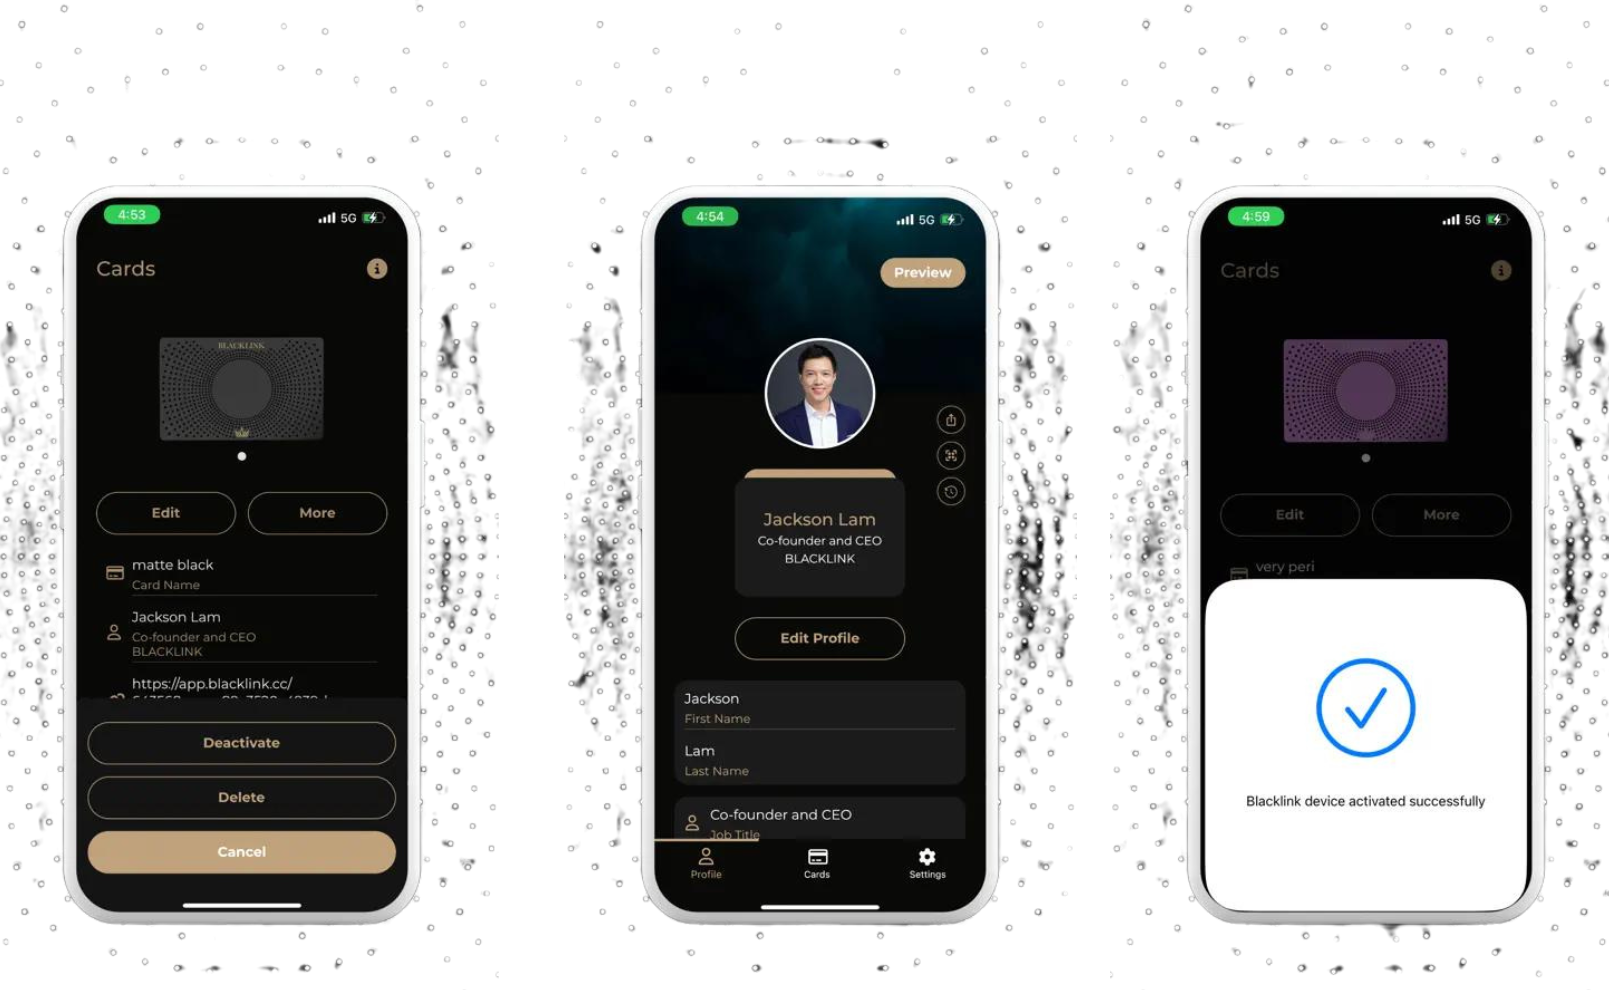 4:53
5G
Cards
BLACKLINK
Edit
More
matte black
Card Name
Jackson Lam
Co-founder and CEO
BLACKLINK
https://app.blacklink.cc/
Deactivate
Delete
Cancel
4:54
5G
Preview
Jackson Lam
Co-founder and CEO
BLACKLINK
Edit Profile
Jackson
First Name
Lam
Last Name
Co-founder and CEO
Job Title
Profile
Cards
Settings
4:59
5G
Cards
Edit
More
very peri
Blacklink device activated successfully